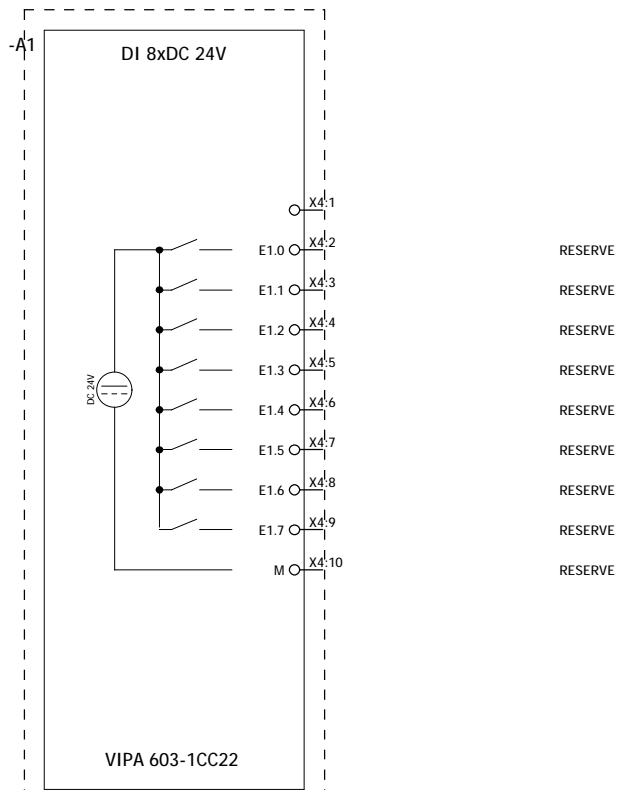 -A1
DI 8xDC 24V
X4:1
E1.0 X4:2 RESERVE
E1.1 X4:3 RESERVE
E1.2 X4:4 RESERVE
E1.3 X4:5 RESERVE
DC 24V
E1.4 X4:6 RESERVE
E1.5 X4:7 RESERVE
E1.6 X4:8 RESERVE
E1.7 X4:9 RESERVE
M X4:10 RESERVE
VIPA 603-1CC22